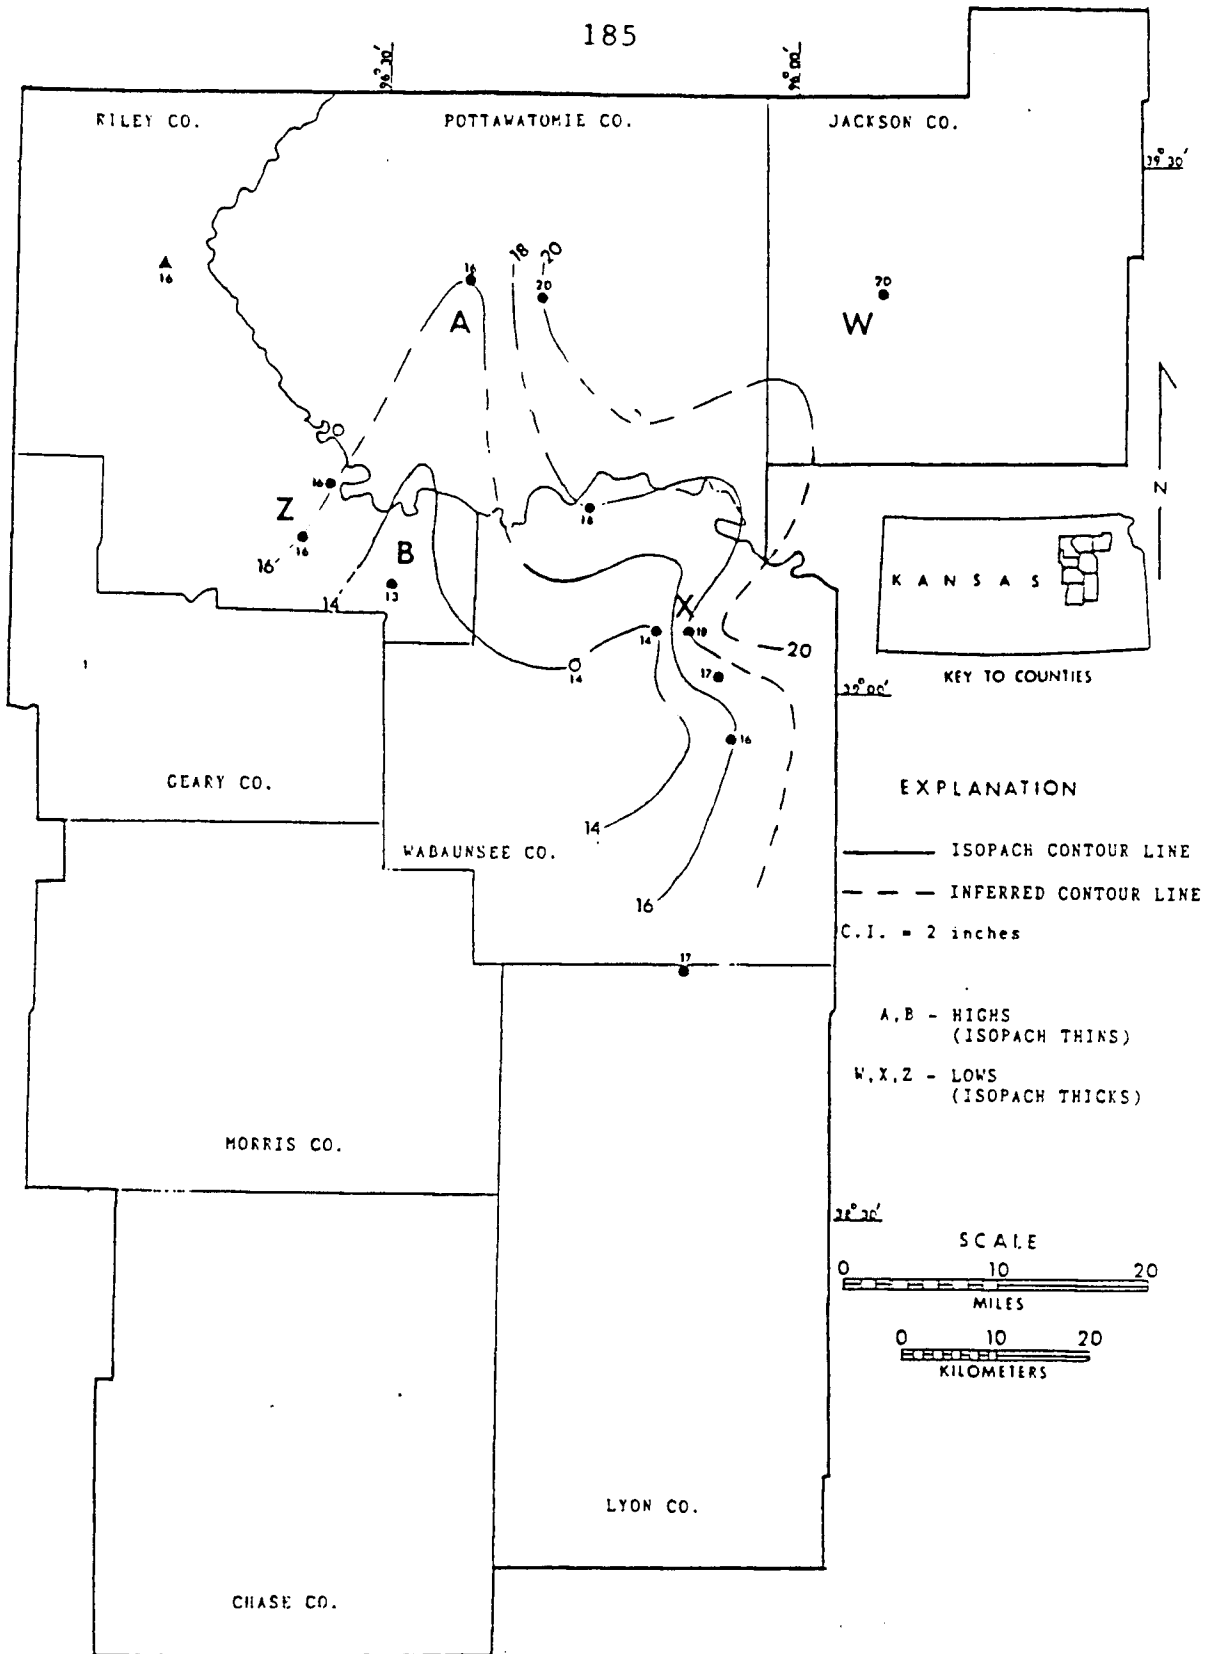 185
96°30'
96°00'
RILEY CO.
POTTAWATOMIE CO.
JACKSON CO.
39°30'
16
16
18
20
20
20
A
W
16
Z
16
16
B
13
14
18
X
14
18
14
17
20
39°00'
16
14
16
17
N
KANSAS
KEY TO COUNTIES
GEARY CO.
WABAUNSEE CO.
EXPLANATION
ISOPACH CONTOUR LINE
INFERRED CONTOUR LINE
C.I. = 2 inches
A,B - HIGHS
(ISOPACH THINS)
W,X,Z - LOWS
(ISOPACH THICKS)
MORRIS CO.
38°30'
SCALE
0 10 20
MILES
0 10 20
KILOMETERS
LYON CO.
CHASE CO.